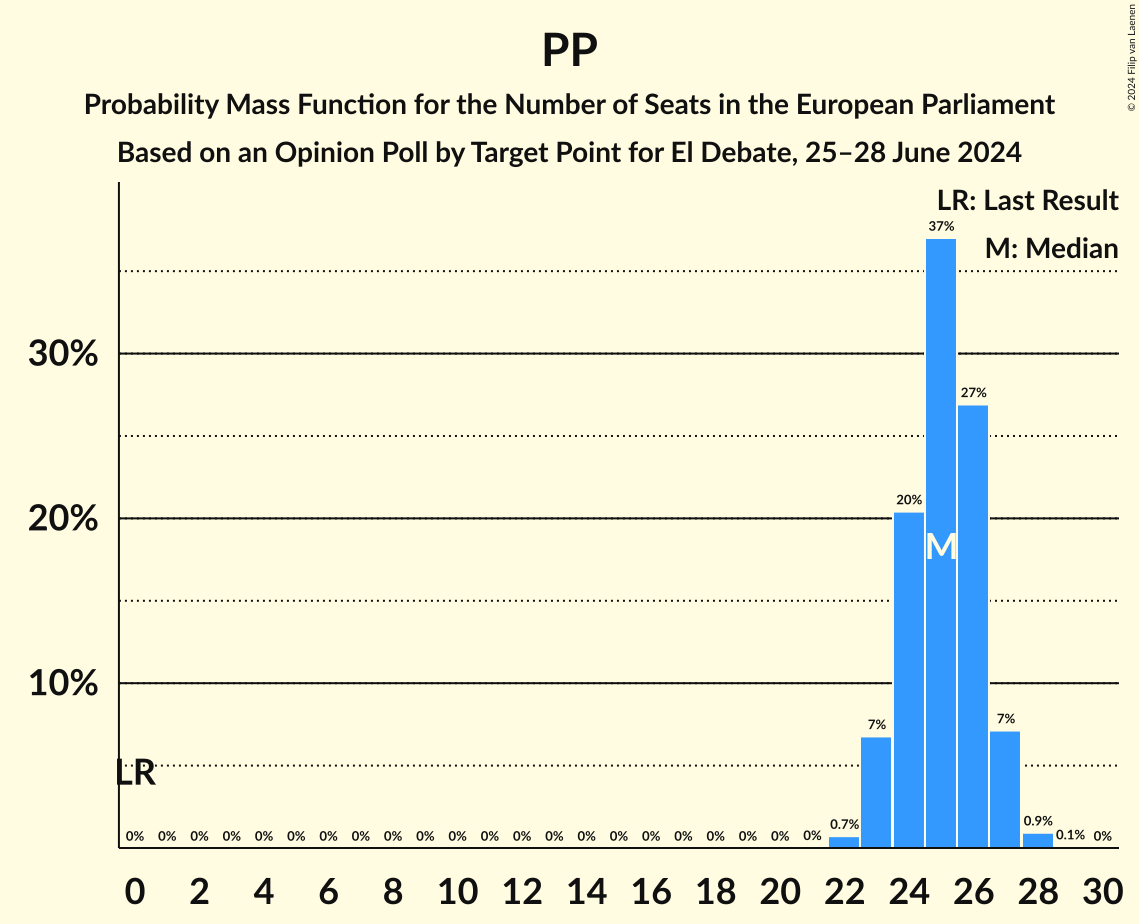 PP
Probability Mass Function for the Number of Seats in the European Parliament
Based on an Opinion Poll by Target Point for El Debate, 25–28 June 2024
© 2024 Filip van Laenen
LR: Last Result
M: Median
37%
27%
20%
7%
7%
0.7%
0.9%
0.1%
0%
M
LR
30%
20%
10%
0% 0% 0% 0% 0% 0% 0% 0% 0% 0% 0% 0% 0% 0% 0% 0% 0% 0% 0% 0% 0% 0%
0 2 4 6 8 10 12 14 16 18 20 22 24 26 28 30